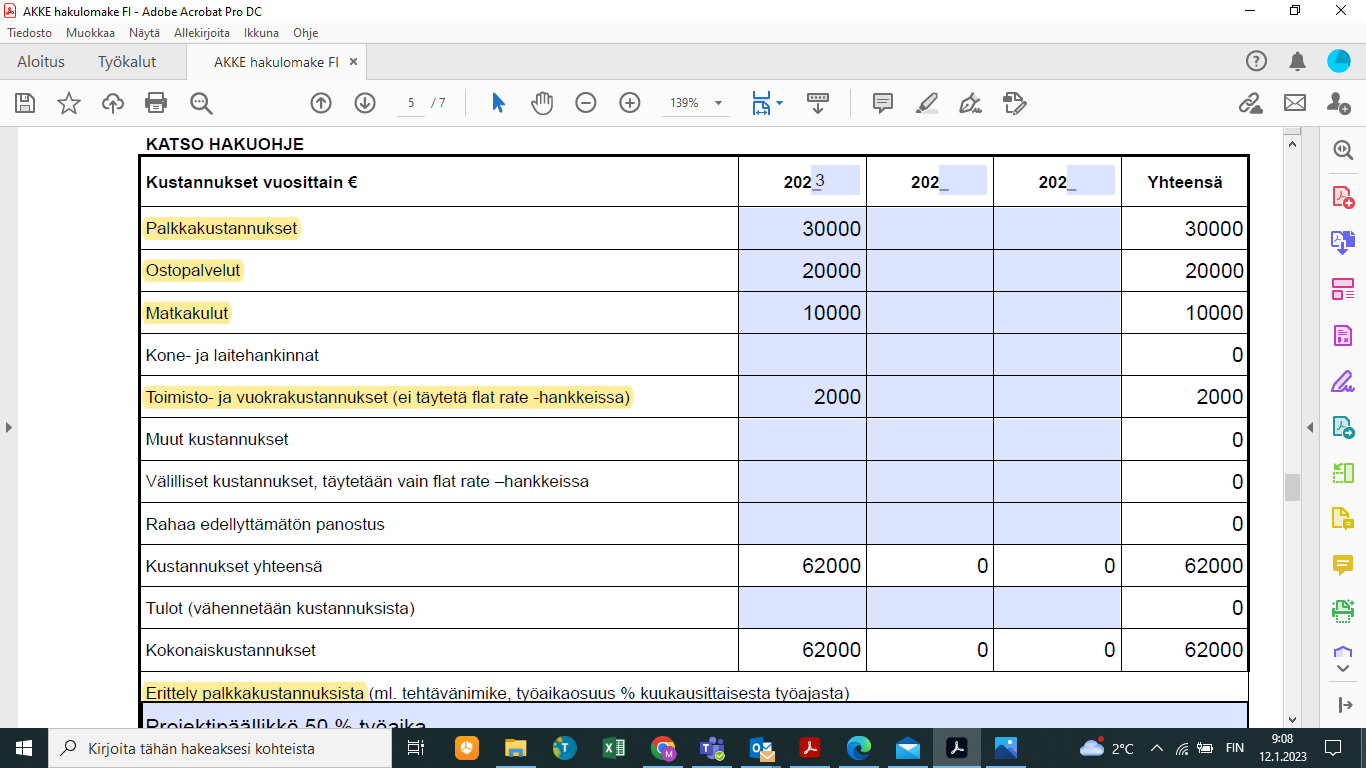 AKKE hakulomake FI - Adobe Acrobat Pro DC
Tiedosto Muokkaa Näytä Allekirjoita Ikkuna Ohje
Aloitus Työkalut AKKE hakulomake FI ×
5 / 7 139%
KATSO HAKUOHJE
Kustannukset vuosittain € 202_3 202_ 202_ Yhteensä
Palkkakustannukset 30000 30000
Ostopalvelut 20000 20000
Matkakulut 10000 10000
Kone- ja laitehankinnat 0
Toimisto- ja vuokrakustannukset (ei täytetä flat rate -hankkeissa) 2000 2000
Muut kustannukset 0
Välilliset kustannukset, täytetään vain flat rate –hankkeissa 0
Rahaa edellyttämätön panostus 0
Kustannukset yhteensä 62000 0 0 62000
Tulot (vähennetään kustannuksista) 0
Kokonaiskustannukset 62000 0 0 62000
Erittely palkkakustannuksista (ml. tehtävänimike, työaikaosuus % kuukausittaisesta työajasta)
Projektipäällikkö 50 % työaika
Kirjoita tähän hakeaksesi kohteista 2°C FIN 9:08
12.1.2023